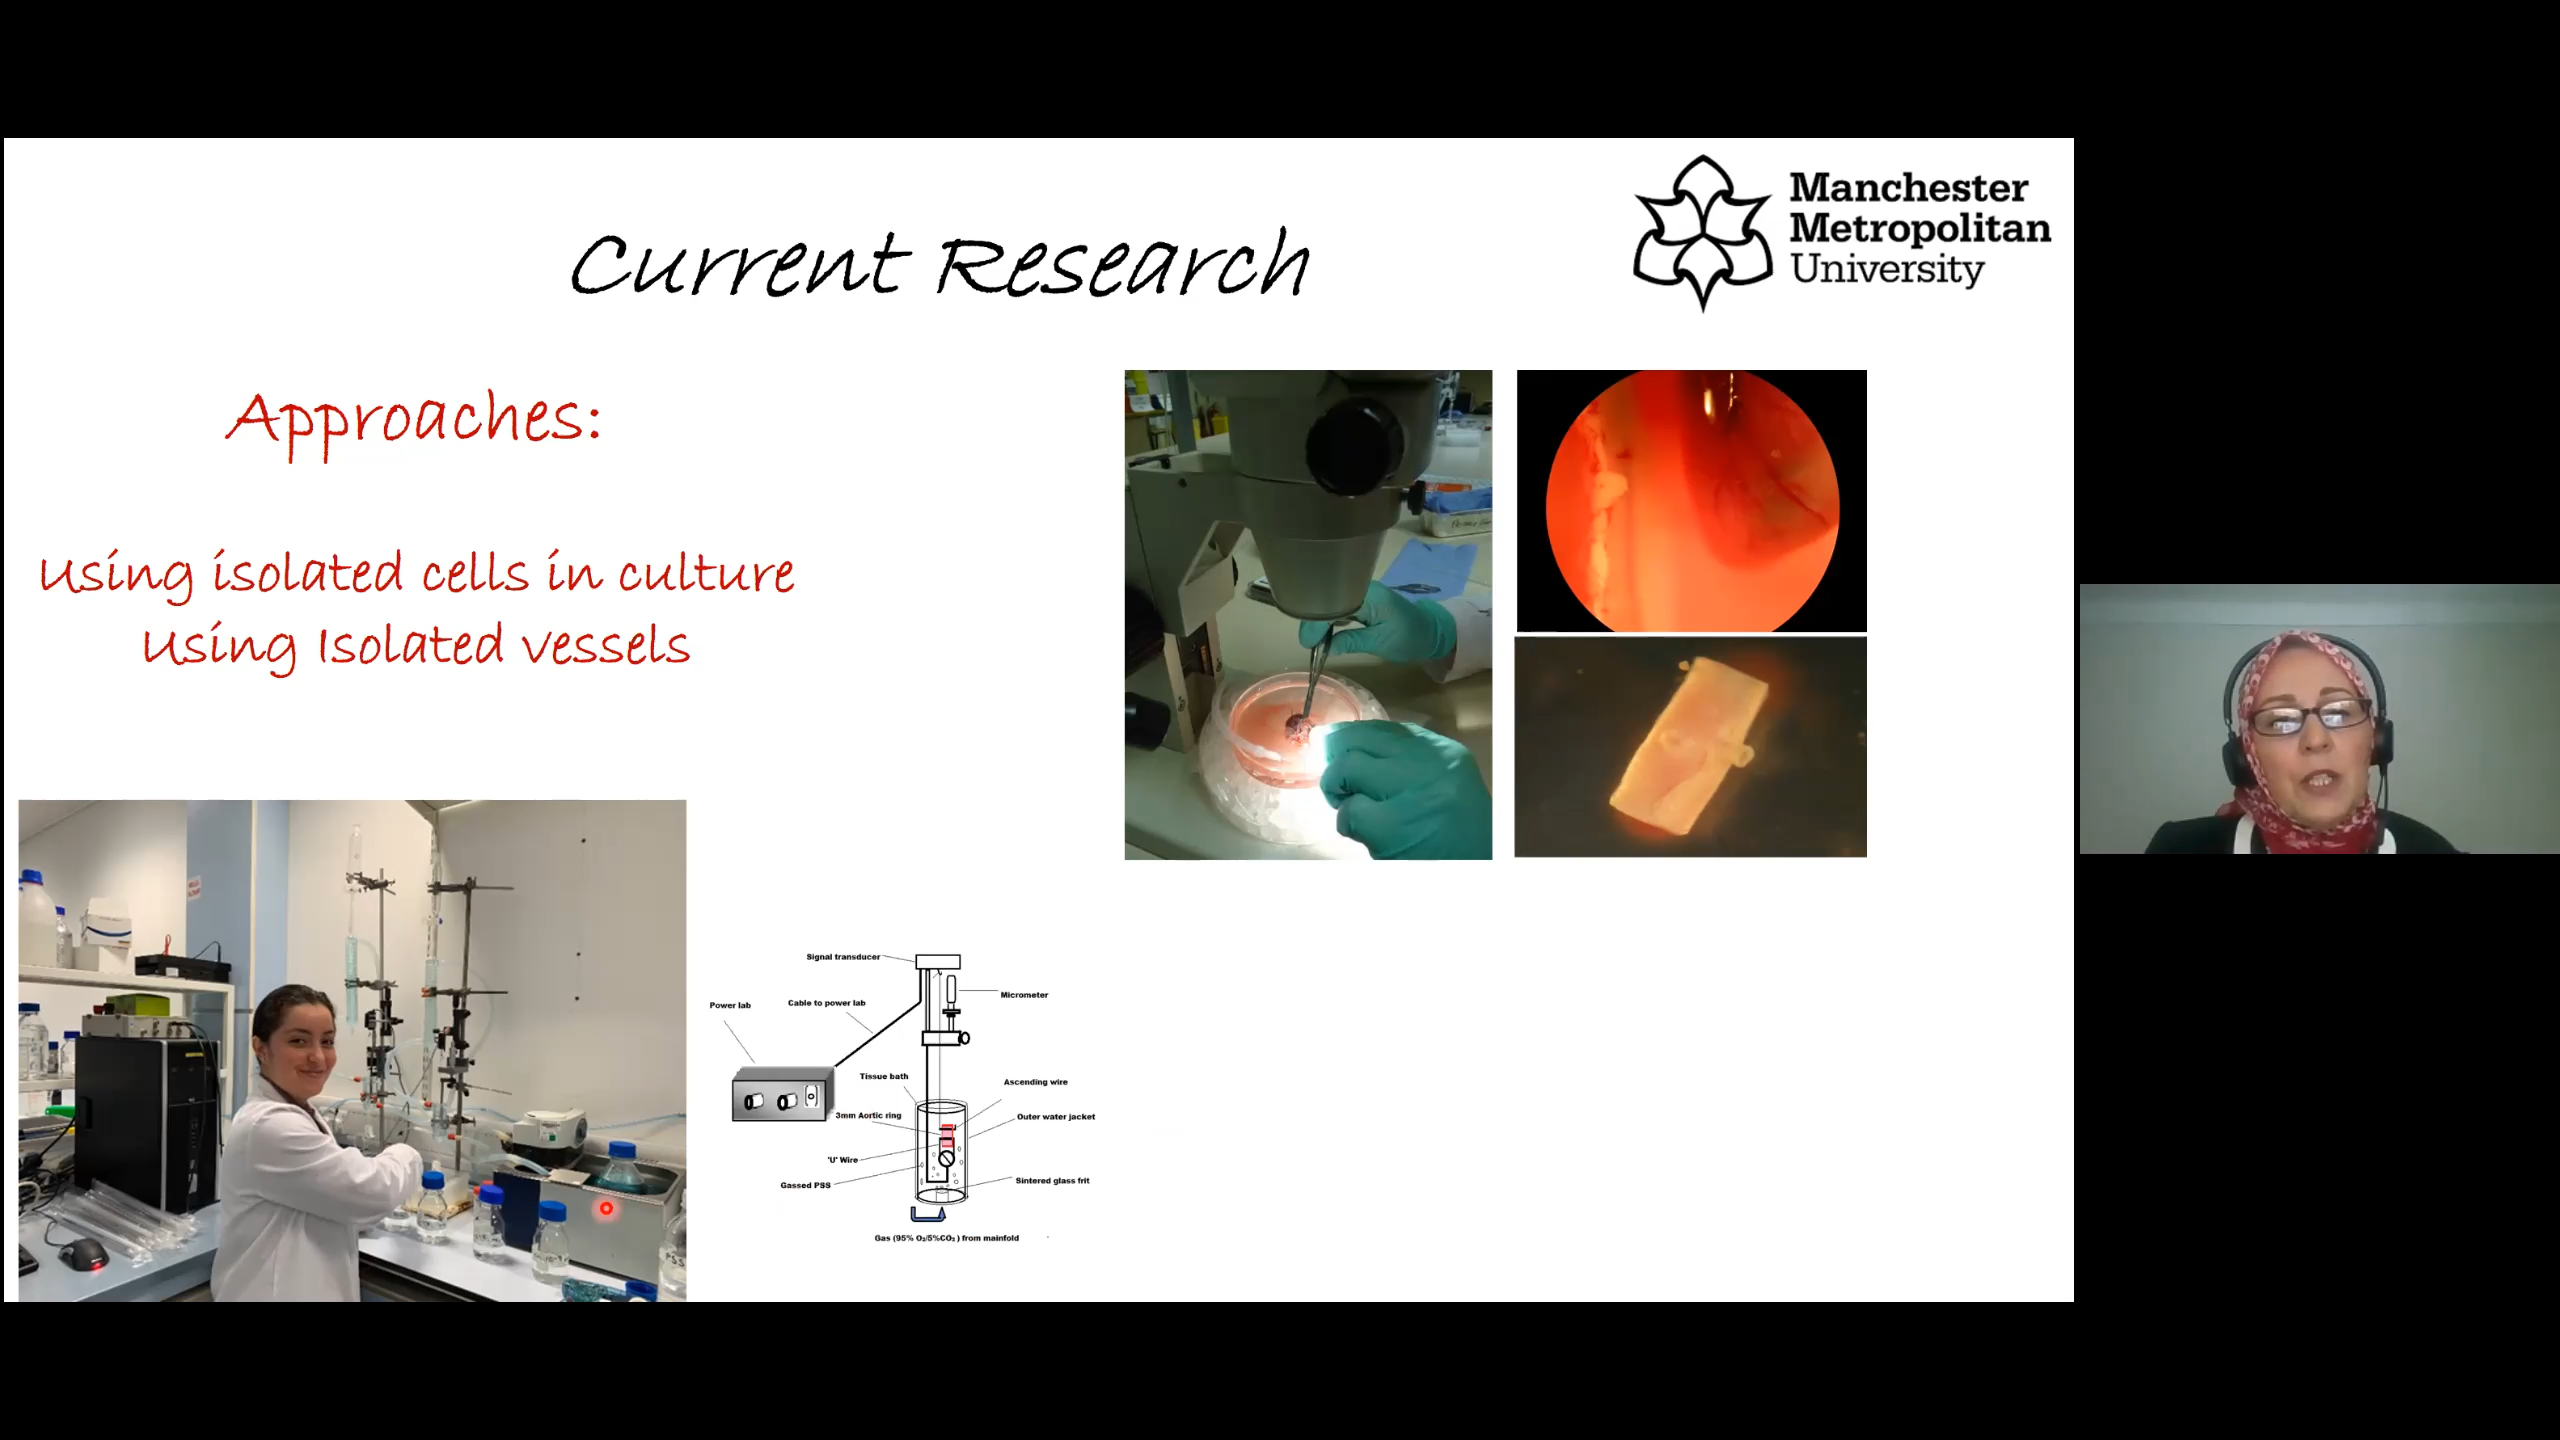 Current Research
Manchester
Metropolitan
University
Approaches:
Using isolated cells in culture
Using Isolated vessels
Signal transducer
Micrometer
Power lab
Cable to power lab
Tissue bath
Ascending wire
3mm Aortic ring
Outer water jacket
'U' Wire
Gassed PSS
Sintered glass frit
Gas (95% O₂/5%CO₂ ) from mainfold
PSS